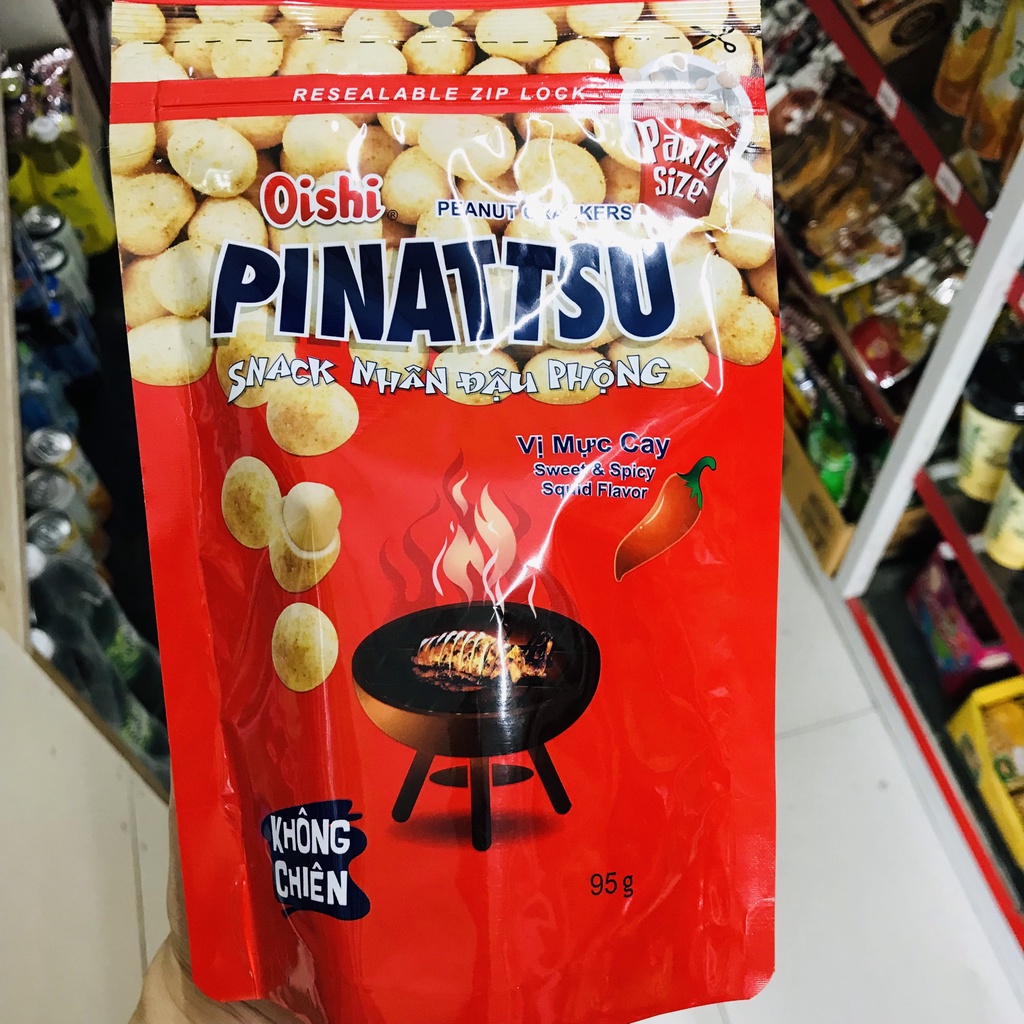 RESEALABLE ZIP LOCK
Party
Size
Oishi®
PEANUT CRACKERS
PINATTSU
SNACK NHÂN ĐẬU PHỘNG
Vị Mực Cay
Sweet & Spicy
Squid Flavor
KHÔNG
CHIÊN
95 g